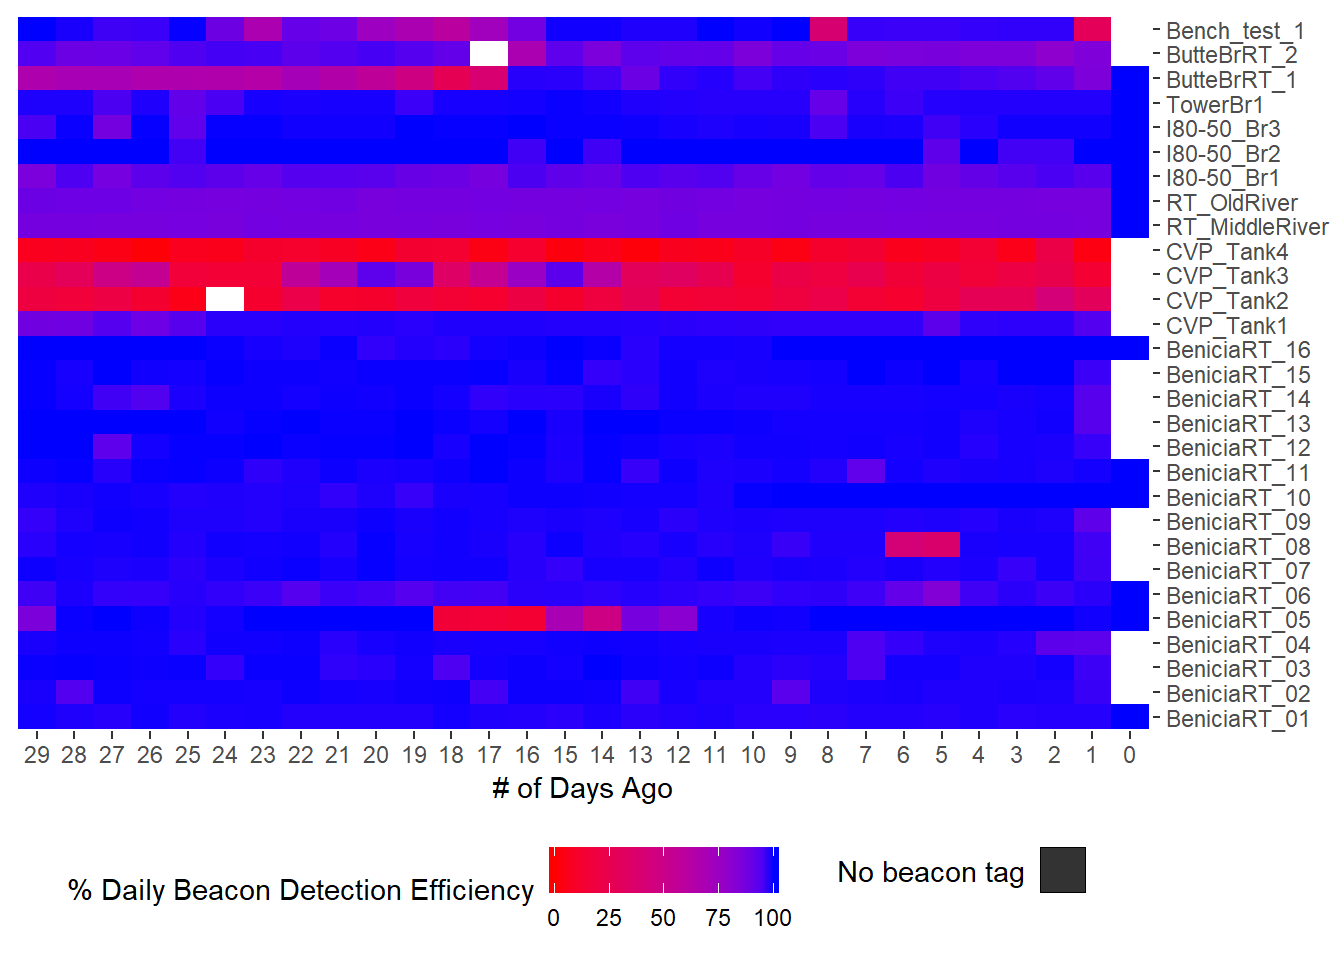 Bench_test_1
ButteBrRT_2
ButteBrRT_1
TowerBr1
I80-50_Br3
I80-50_Br2
I80-50_Br1
RT_OldRiver
RT_MiddleRiver
CVP_Tank4
CVP_Tank3
CVP_Tank2
CVP_Tank1
BeniciaRT_16
BeniciaRT_15
BeniciaRT_14
BeniciaRT_13
BeniciaRT_12
BeniciaRT_11
BeniciaRT_10
BeniciaRT_09
BeniciaRT_08
BeniciaRT_07
BeniciaRT_06
BeniciaRT_05
BeniciaRT_04
BeniciaRT_03
BeniciaRT_02
BeniciaRT_01
29 28 27 26 25 24 23 22 21 20 19 18 17 16 15 14 13 12 11 10 9 8 7 6 5 4 3 2 1 0
# of Days Ago
% Daily Beacon Detection Efficiency
0 25 50 75 100
No beacon tag